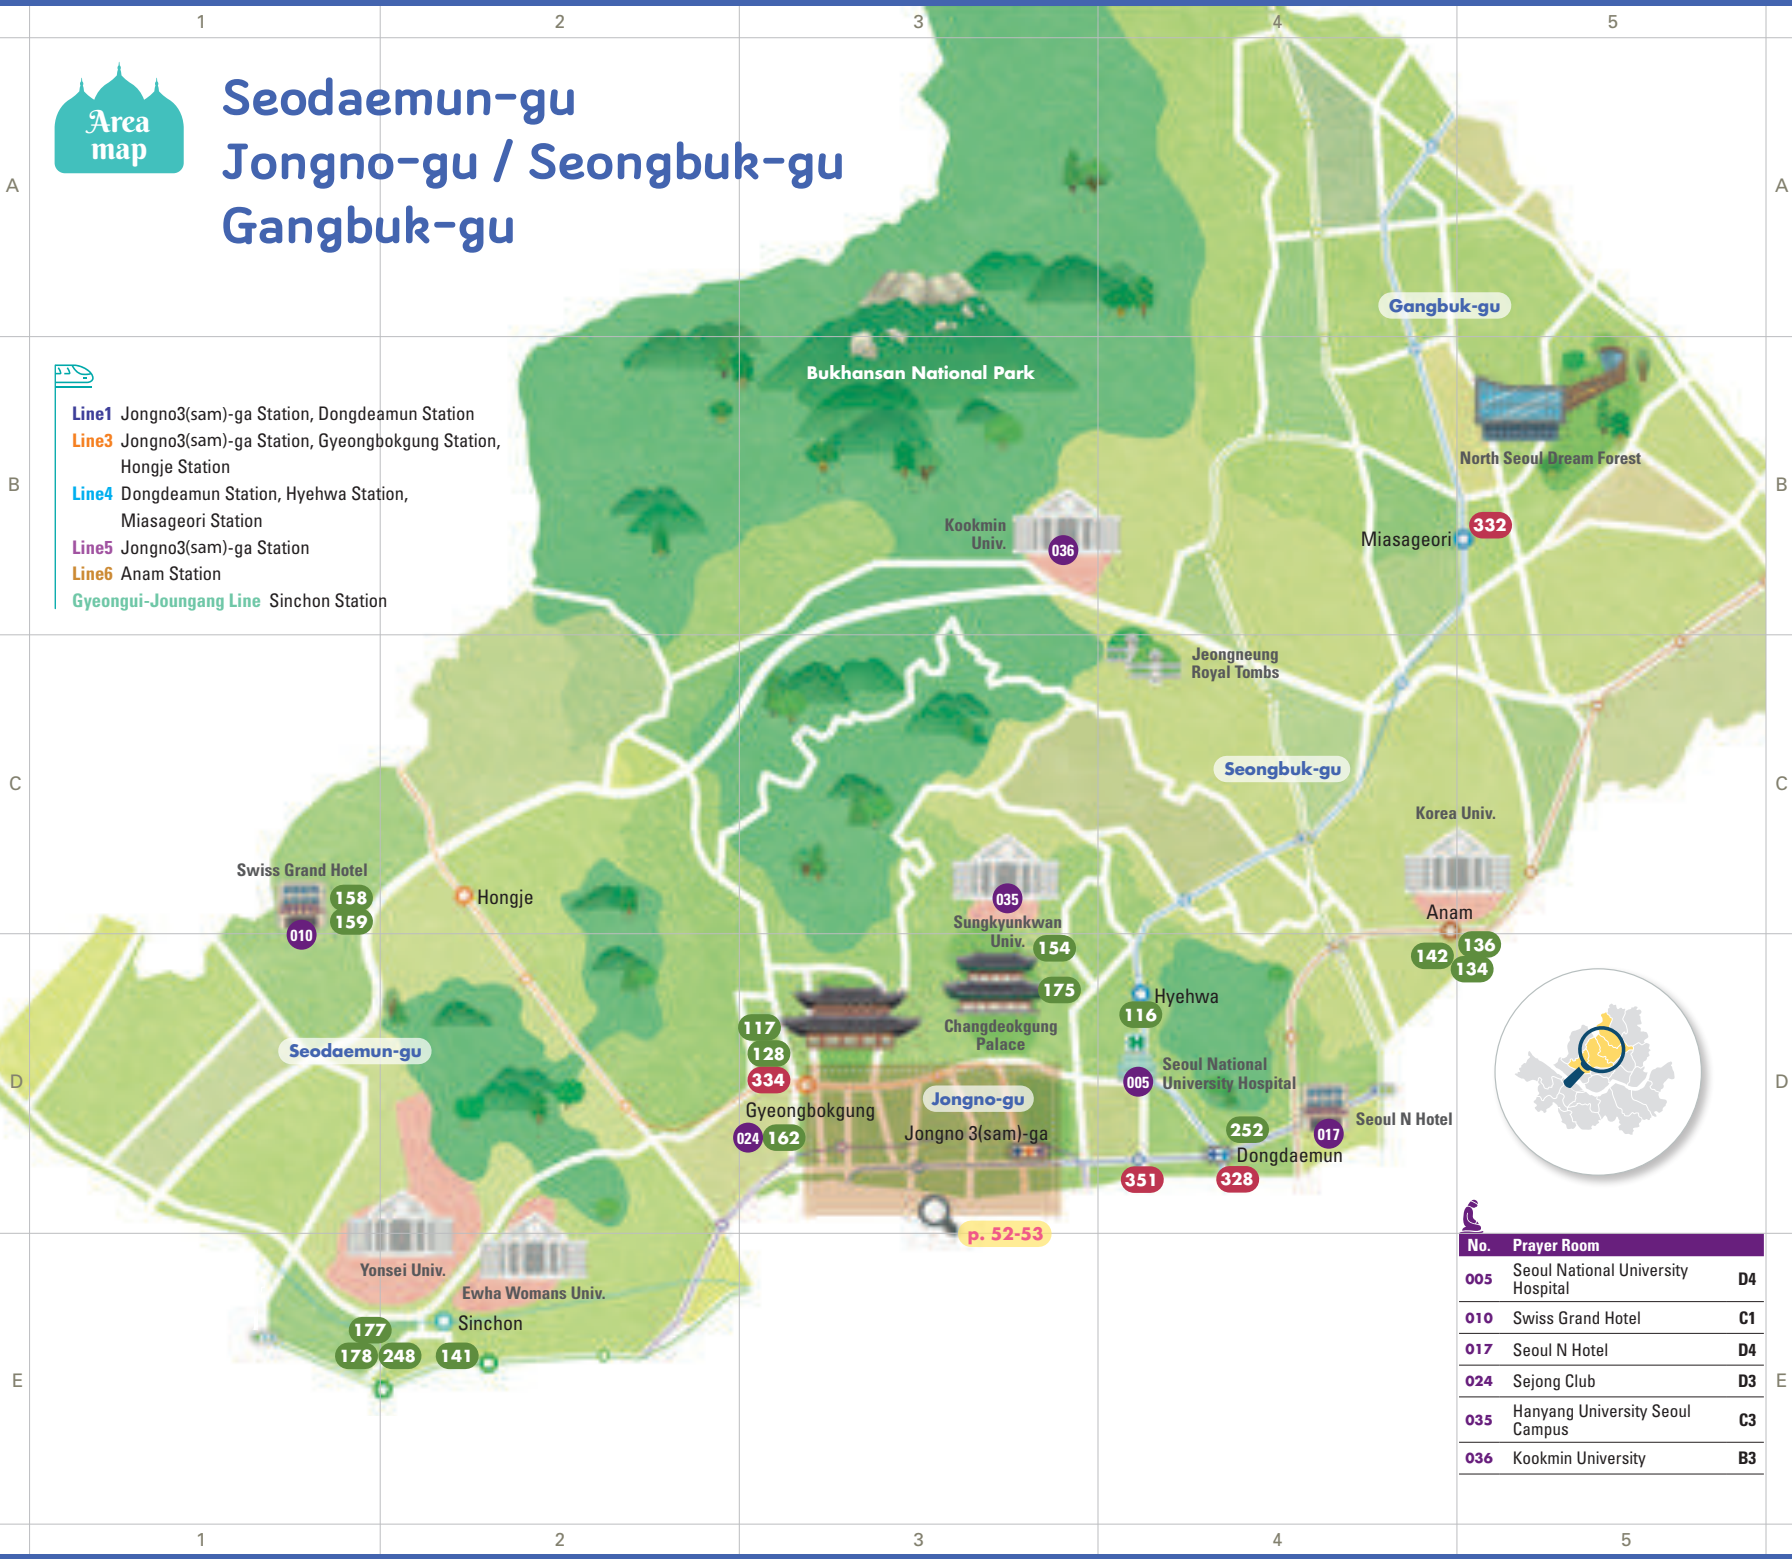 1 2 3 4 5
Area
map
Seodaemun-gu
Jongno-gu / Seongbuk-gu
Gangbuk-gu
A
A
Gangbuk-gu
Bukhansan National Park
Line1 Jongno3(sam)-ga Station, Dongdeamun Station
Line3 Jongno3(sam)-ga Station, Gyeongbokgung Station,
Hongje Station
Line4 Dongdeamun Station, Hyehwa Station,
Miasageori Station
Line5 Jongno3(sam)-ga Station
Line6 Anam Station
Gyeongui-Joungang Line Sinchon Station
North Seoul Dream Forest
B
B
Kookmin
Univ.
036
Miasageori
332
Jeongneung
Royal Tombs
Seongbuk-gu
C
C
Korea Univ.
Swiss Grand Hotel
158
159
010
Hongje
035
Sungkyunkwan
Univ.
154
Anam
142
136
134
175
Hyehwa
116
Changdeokgung
Palace
117
128
334
Seodaemun-gu
Seoul National
University Hospital
005
D
D
Jongno-gu
Gyeongbokgung
024
162
Jongno 3(sam)-ga
252
017
Seoul N Hotel
Dongdaemun
351
328
p. 52-53
Yonsei Univ.
Ewha Womans Univ.
Sinchon
177
178
248
141
E
E
No. Prayer Room
005 Seoul National University
Hospital D4
010 Swiss Grand Hotel C1
017 Seoul N Hotel D4
024 Sejong Club D3
035 Hanyang University Seoul
Campus C3
036 Kookmin University B3
1 2 3 4 5